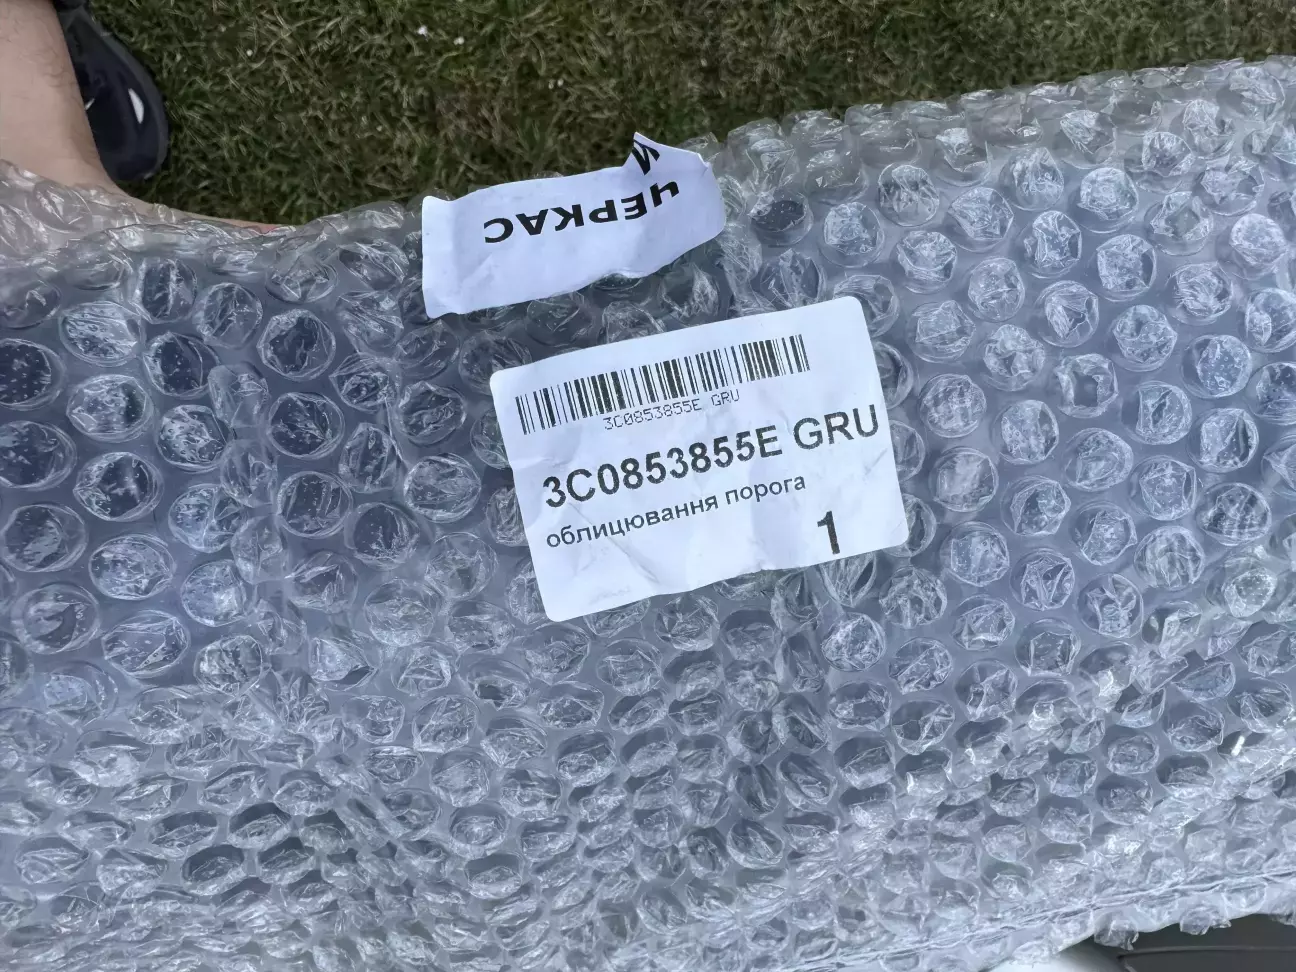 ЧЕРКАС
И
3C0853855E GRU
3C0853855E GRU
облицювання порога
1